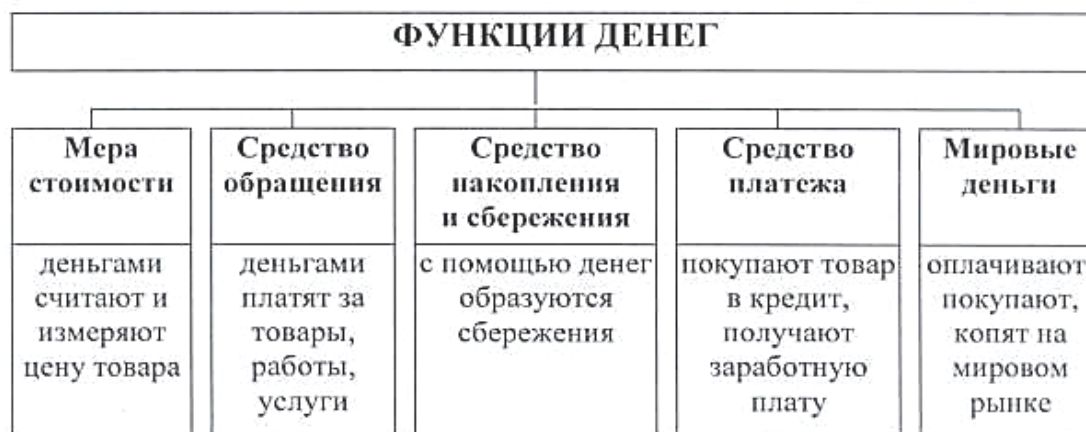 ФУНКЦИИ ДЕНЕГ
Мера
стоимости
деньгами
считают и
измеряют
цену товара
Средство
обращения
деньгами
платят за
товары,
работы,
услуги
Средство
накопления
и сбережения
с помощью денег
образуются
сбережения
Средство
платежа
покупают товар
в кредит,
получают
заработную
плату
Мировые
деньги
оплачивают,
покупают,
копят на
мировом
рынке